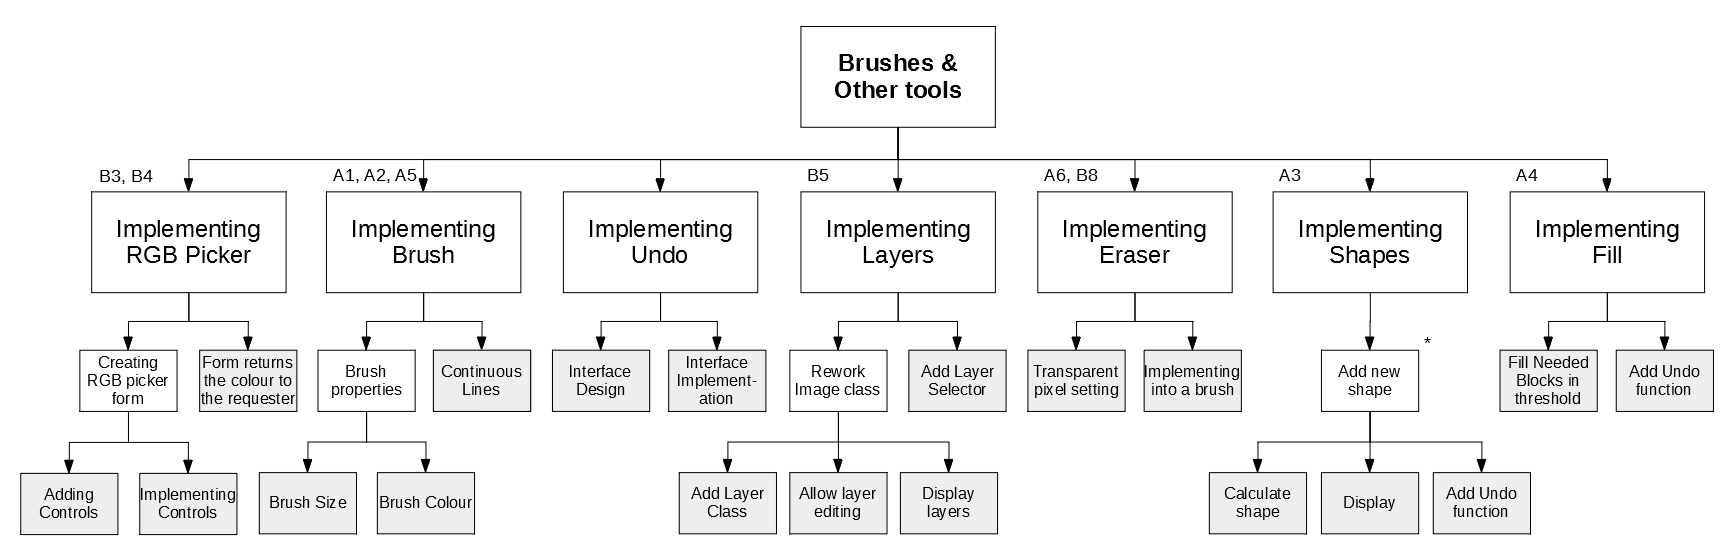 Brushes &
Other tools
B3, B4
A1, A2, A5
B5
A6, B8
A3
A4
Implementing
RGB Picker
Implementing
Brush
Implementing
Undo
Implementing
Layers
Implementing
Eraser
Implementing
Shapes
Implementing
Fill
Creating
RGB picker
form
Form returns
the colour to
the requester
Brush
properties
Continuous
Lines
Interface
Design
Interface
Implement-
ation
Rework
Image class
Add Layer
Selector
Transparent
pixel setting
Implementing
into a brush
*
Add new
shape
Fill Needed
Blocks in
threshold
Add Undo
function
Adding
Controls
Implementing
Controls
Brush Size
Brush Colour
Add Layer
Class
Allow layer
editing
Display
layers
Calculate
shape
Display
Add Undo
function